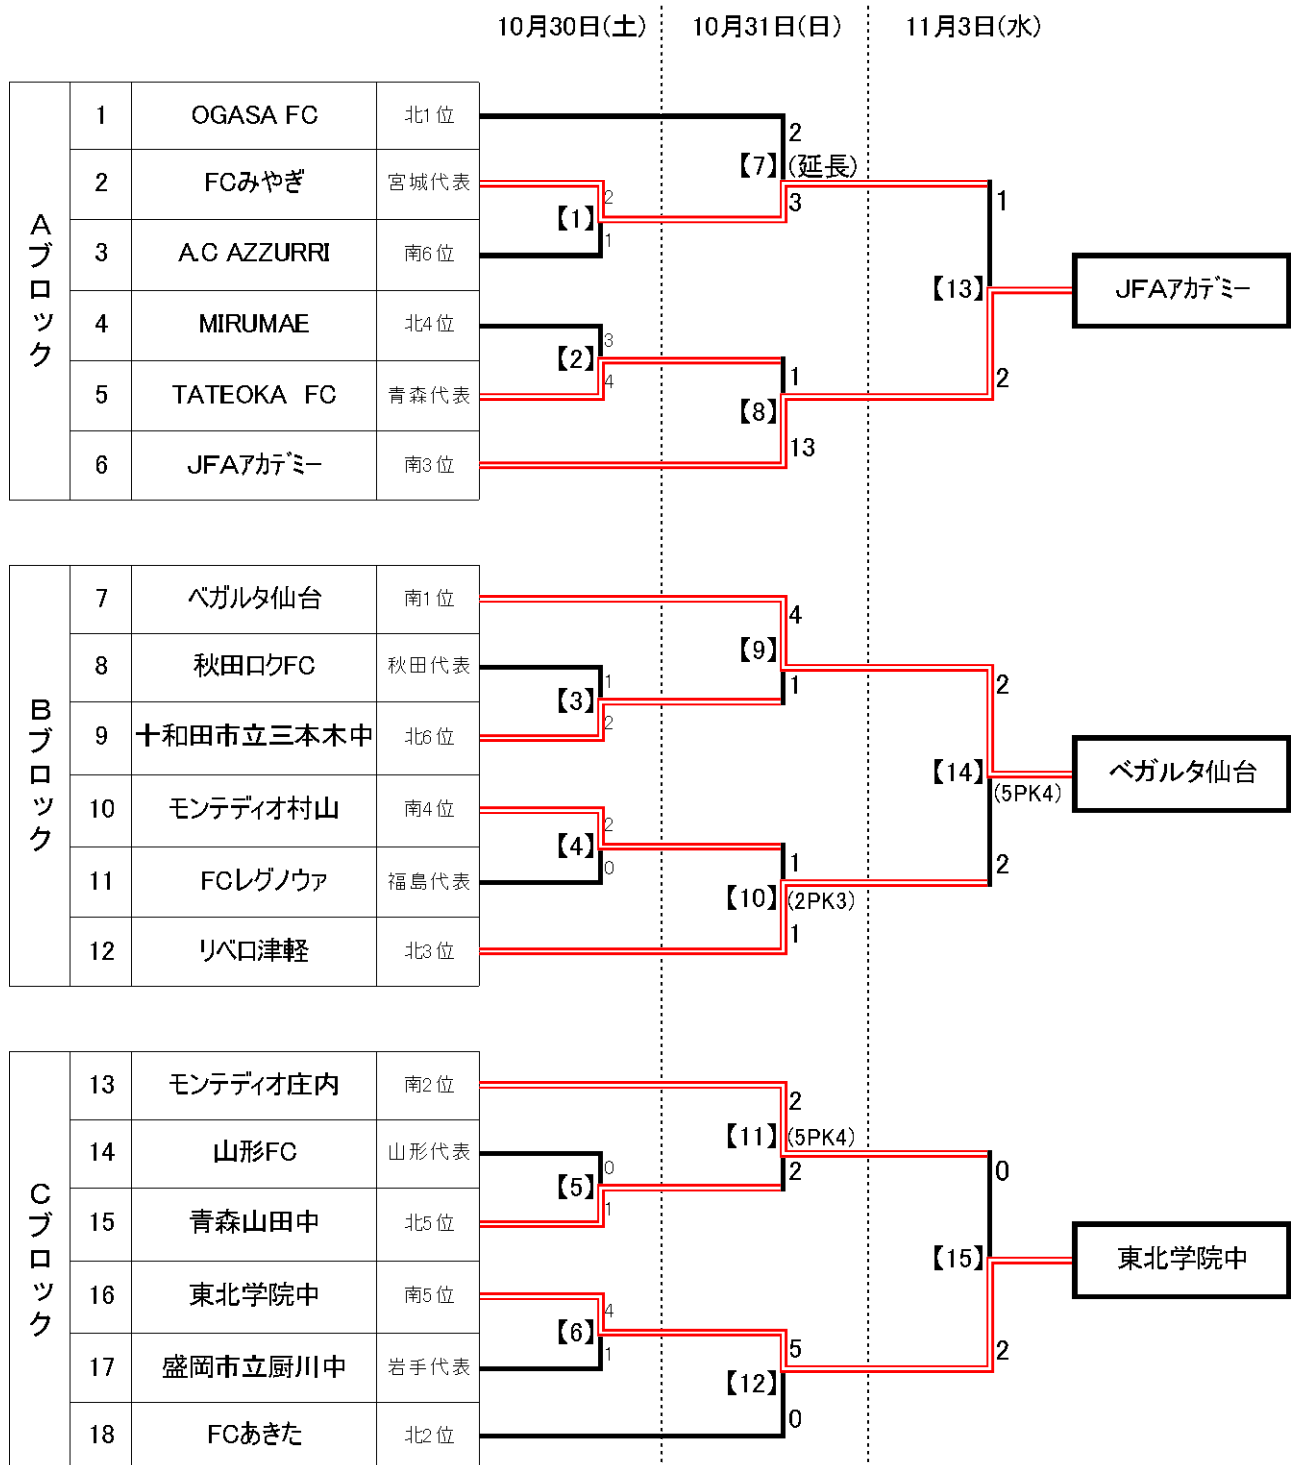 10月30日(土) 10月31日(日) 11月3日(水)
Aブロック
1 OGASA FC 北1位
2 FCみやぎ 宮城代表
3 A.C AZZURRI 南6位
4 MIRUMAE 北4位
5 TATEOKA FC 青森代表
6 JFAアカデミー 南3位
【1】 2 1
【2】 3 4
【7】 2 (延長) 3
【8】 1 13
【13】 1 2
JFAアカデミー
Bブロック
7 ベガルタ仙台 南1位
8 秋田ロクFC 秋田代表
9 十和田市立三本木中 北6位
10 モンテディオ村山 南4位
11 FCレグノウァ 福島代表
12 リベロ津軽 北3位
【3】 1 2
【4】 2 0
【9】 4 1
【10】 1 (2PK3) 1
【14】 2 (5PK4) 2
ベガルタ仙台
Cブロック
13 モンテディオ庄内 南2位
14 山形FC 山形代表
15 青森山田中 北5位
16 東北学院中 南5位
17 盛岡市立厨川中 岩手代表
18 FCあきた 北2位
【5】 0 1
【6】 4 1
【11】 2 (5PK4) 2
【12】 5 0
【15】 0 2
東北学院中